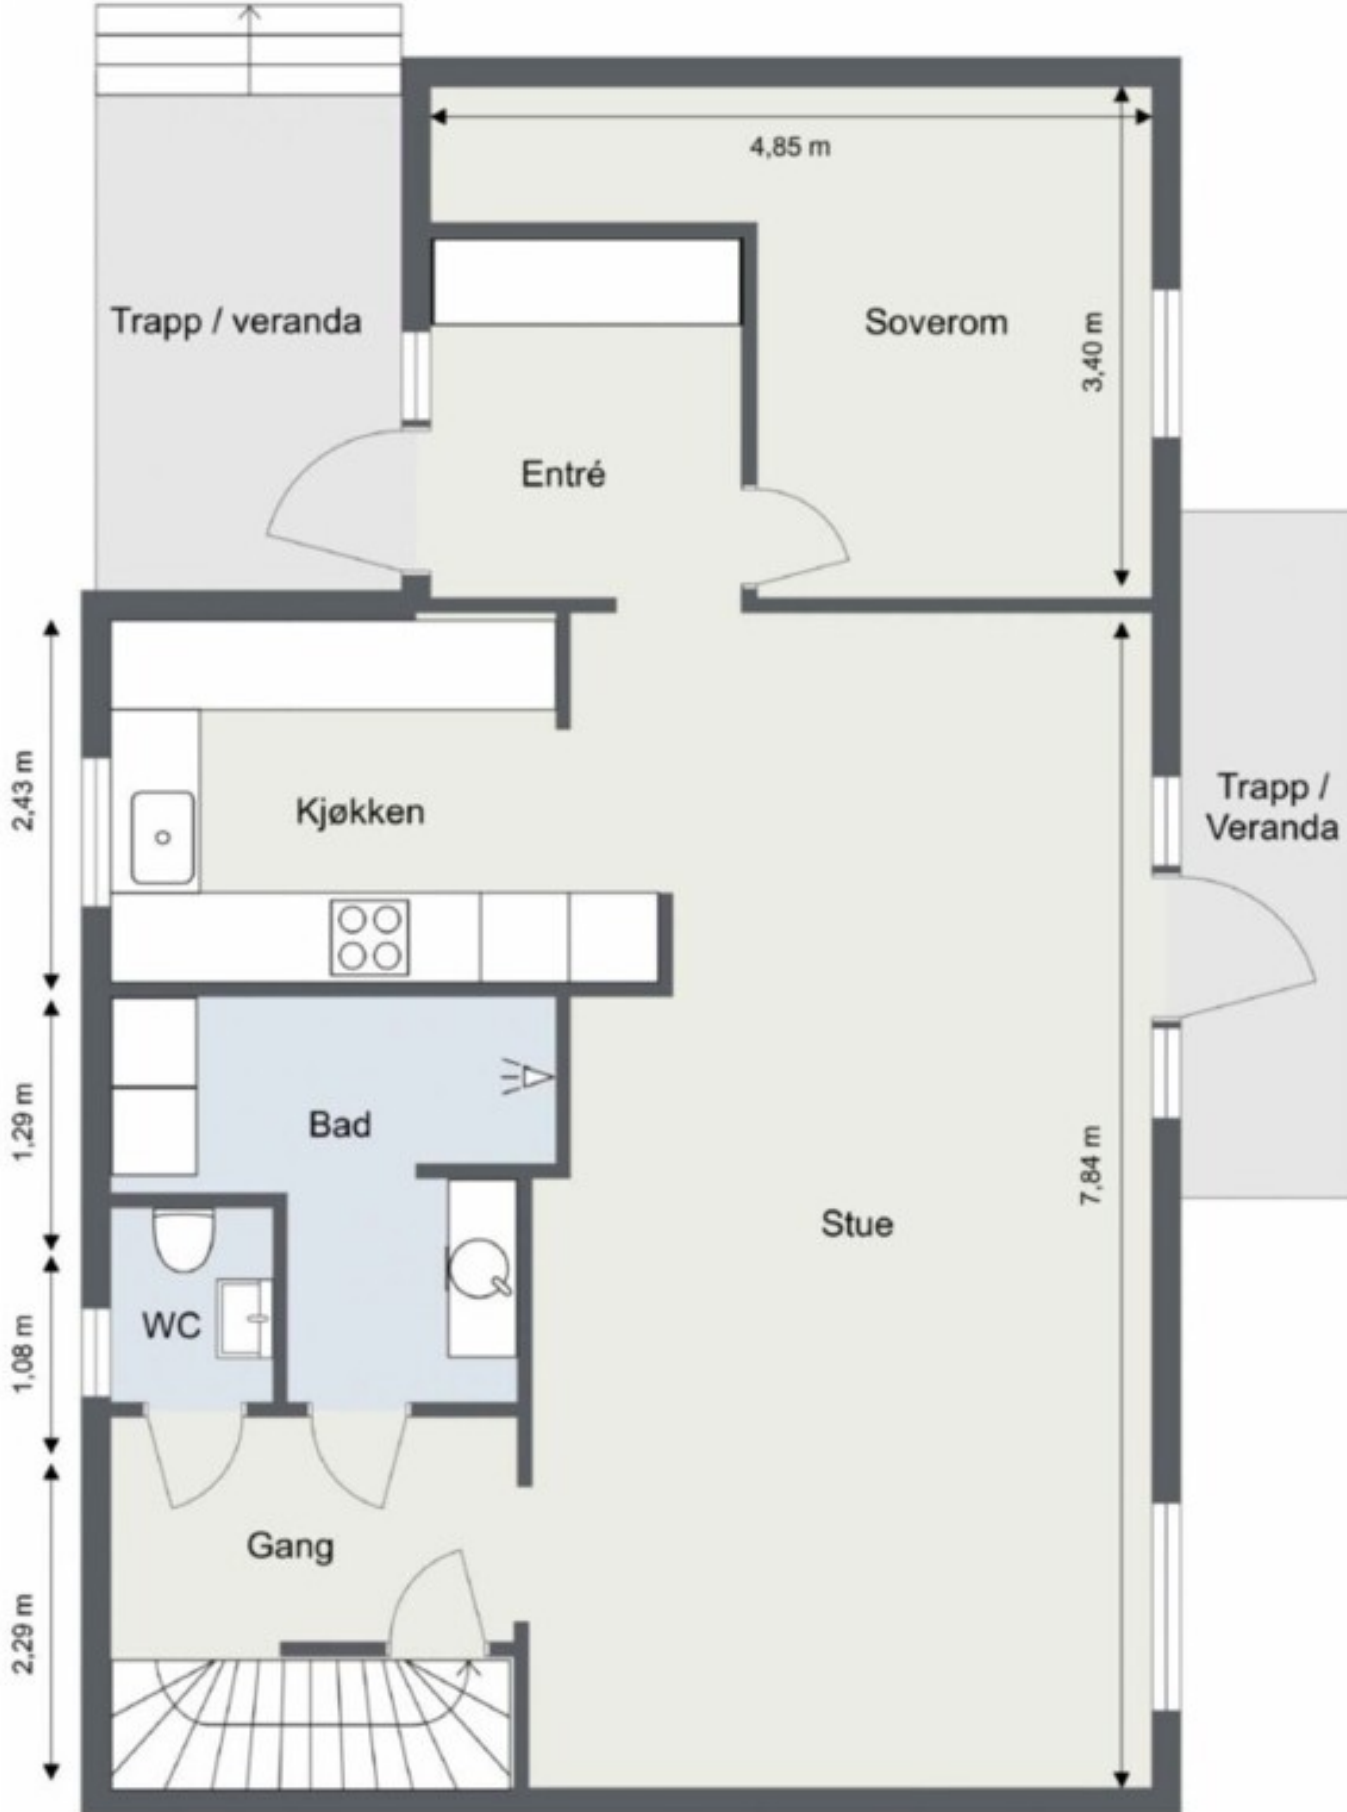 4,85 m
Trapp / veranda
Soverom
3,40 m
Entré
2,43 m
Kjøkken
Trapp /
Veranda
1,29 m
Bad
7,84 m
Stue
1,08 m
WC
Gang
2,29 m